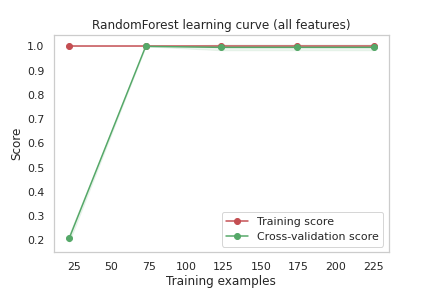 RandomForest learning curve (all features)
1.0
0.9
0.8
0.7
0.6
0.5
0.4
0.3
0.2
Score
Training score
Cross-validation score
25 50 75 100 125 150 175 200 225
Training examples